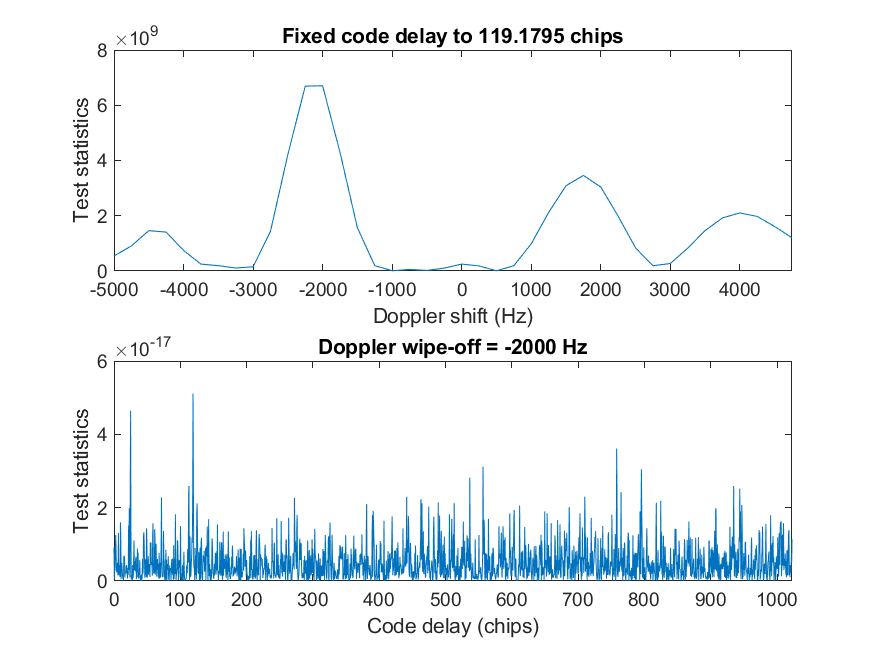 ×10^9
Fixed code delay to 119.1795 chips
8
6
4
2
0
Test statistics
-5000 -4000 -3000 -2000 -1000 0 1000 2000 3000 4000
Doppler shift (Hz)
×10^-17
Doppler wipe-off = -2000 Hz
6
4
2
0
Test statistics
0 100 200 300 400 500 600 700 800 900 1000
Code delay (chips)